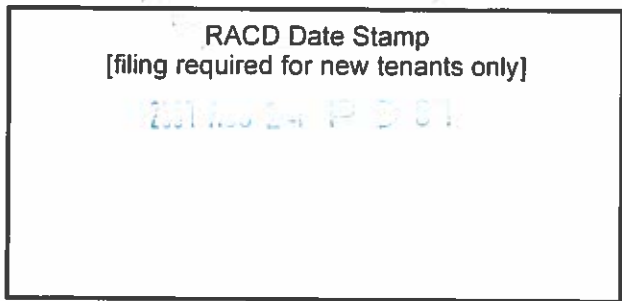 RACD Date Stamp
[filing required for new tenants only]